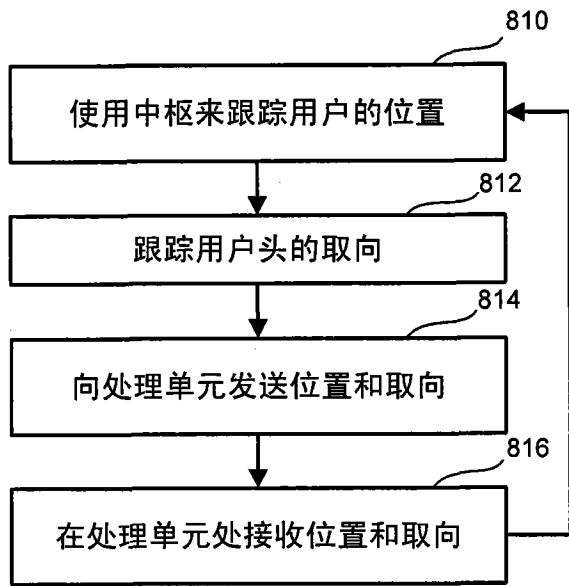 810
使用中枢来跟踪用户的位置
812
跟踪用户头的取向
814
向处理单元发送位置和取向
816
在处理单元处接收位置和取向